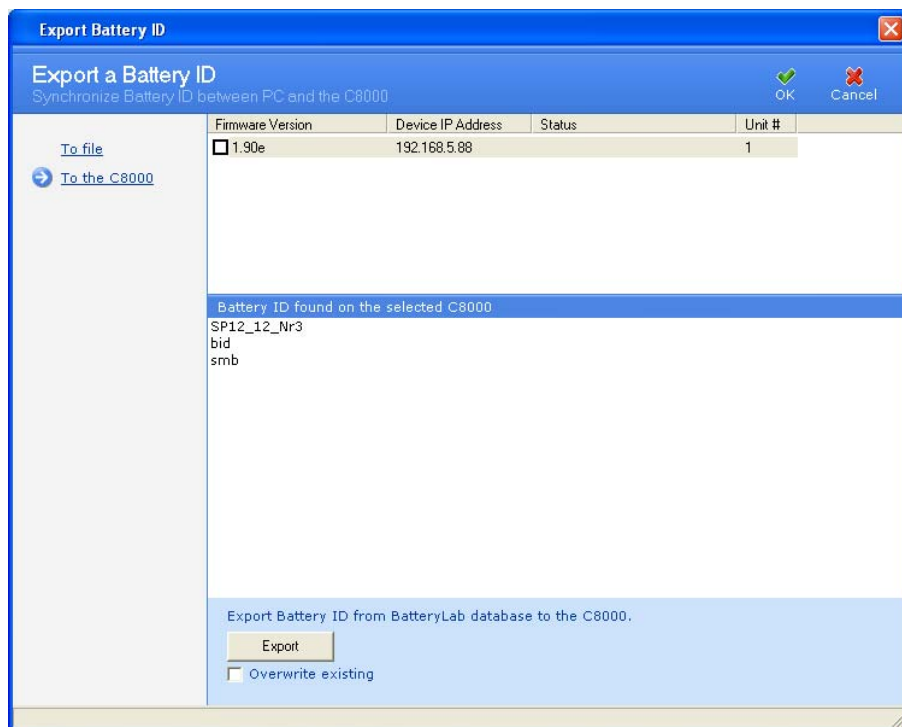 Export Battery ID
Export a Battery ID
Synchronize Battery ID between PC and the C8000
OK
Cancel
To file
To the C8000
Firmware Version Device IP Address Status Unit #
1.90e 192.168.5.88 1
Battery ID found on the selected C8000
SP12_12_Nr3
bid
smb
Export Battery ID from BatteryLab database to the C8000.
Export
Overwrite existing